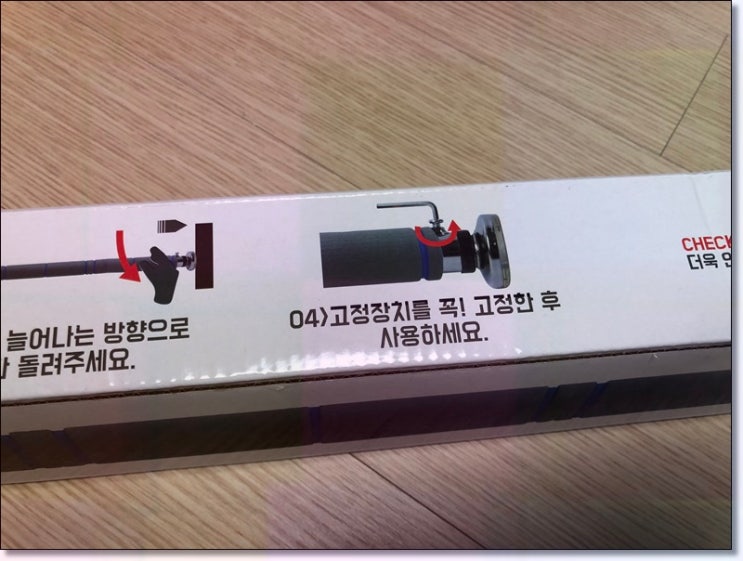 늘어나는 방향으로
돌려주세요.
04>고정장치를 꼭! 고정한 후
사용하세요.
CHECK
더욱